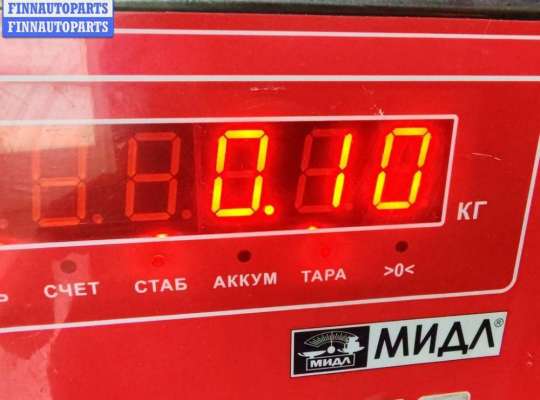 FINNAUTOPARTS
FINNAUTOPARTS
0.10
КГ
СЧЕТ СТАБ АККУМ ТАРА >0<
МИДЛ МИДЛ®